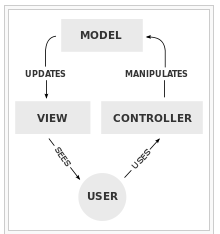 MODEL
UPDATES
MANIPULATES
VIEW
CONTROLLER
SEES
USES
USER